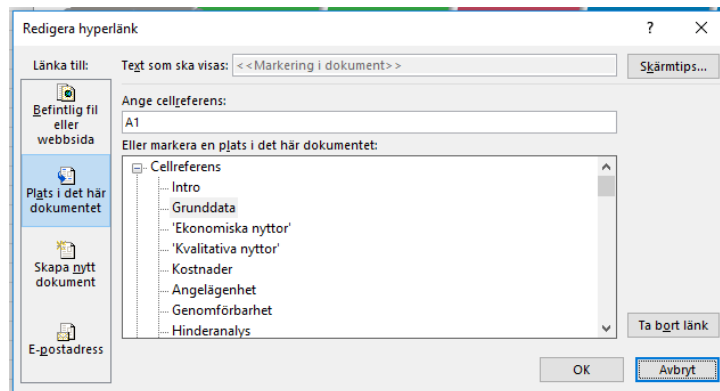 Redigera hyperlänk
? X
Länka till:
Text som ska visas: <<Markering i dokument>>
Skärmtips...
Befintlig fil
eller
webbsida
Plats i det här
dokumentet
Skapa nytt
dokument
E-postadress
Ange cellreferens:
A1
Eller markera en plats i det här dokumentet:
Cellreferens
Intro
Grunddata
'Ekonomiska nyttor'
'Kvalitativa nyttor'
Kostnader
Angelägenhet
Genomförbarhet
Hinderanalys
Ta bort länk
OK
Avbryt